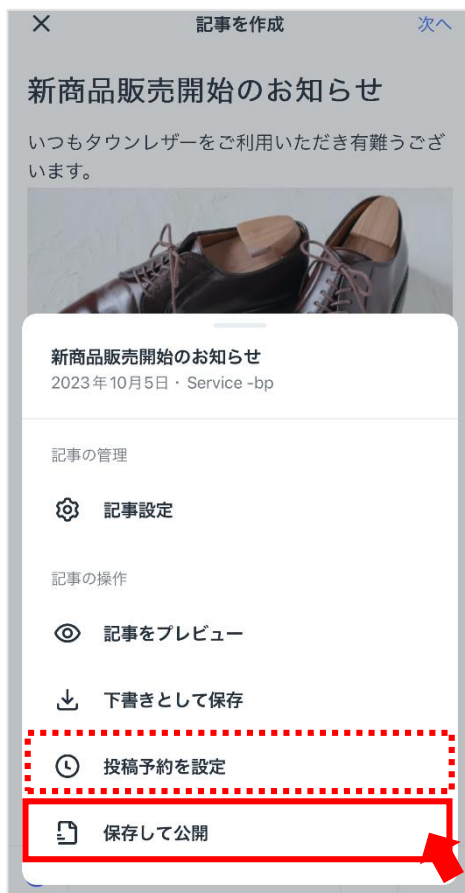 記事を作成 次へ
新商品販売開始のお知らせ
いつもタウンレザーをご利用いただき有難うござ
います。
新商品販売開始のお知らせ
2023年10月5日・Service -bp
記事の管理
記事設定
記事の操作
記事をプレビュー
下書きとして保存
投稿予約を設定
保存して公開